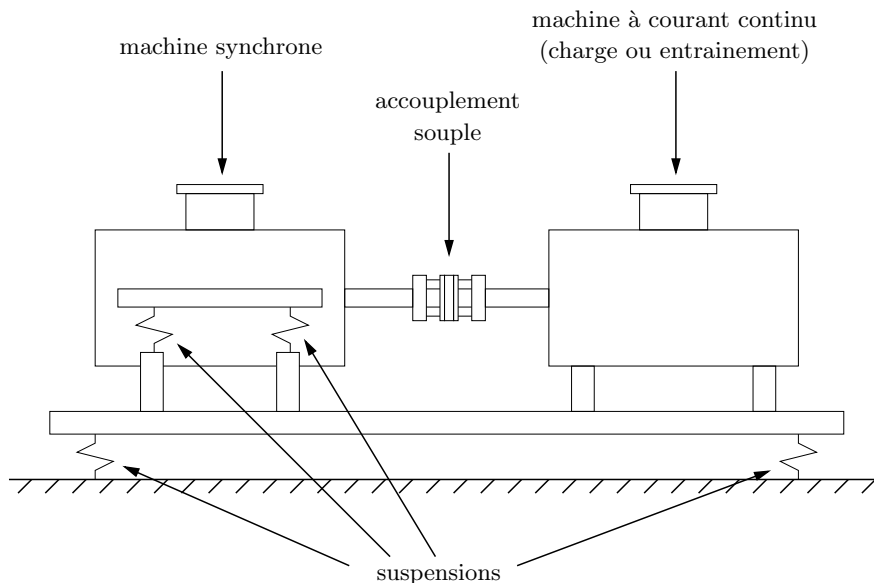 machine synchrone
machine à courant continu
(charge ou entrainement)
accouplement
souple
suspensions